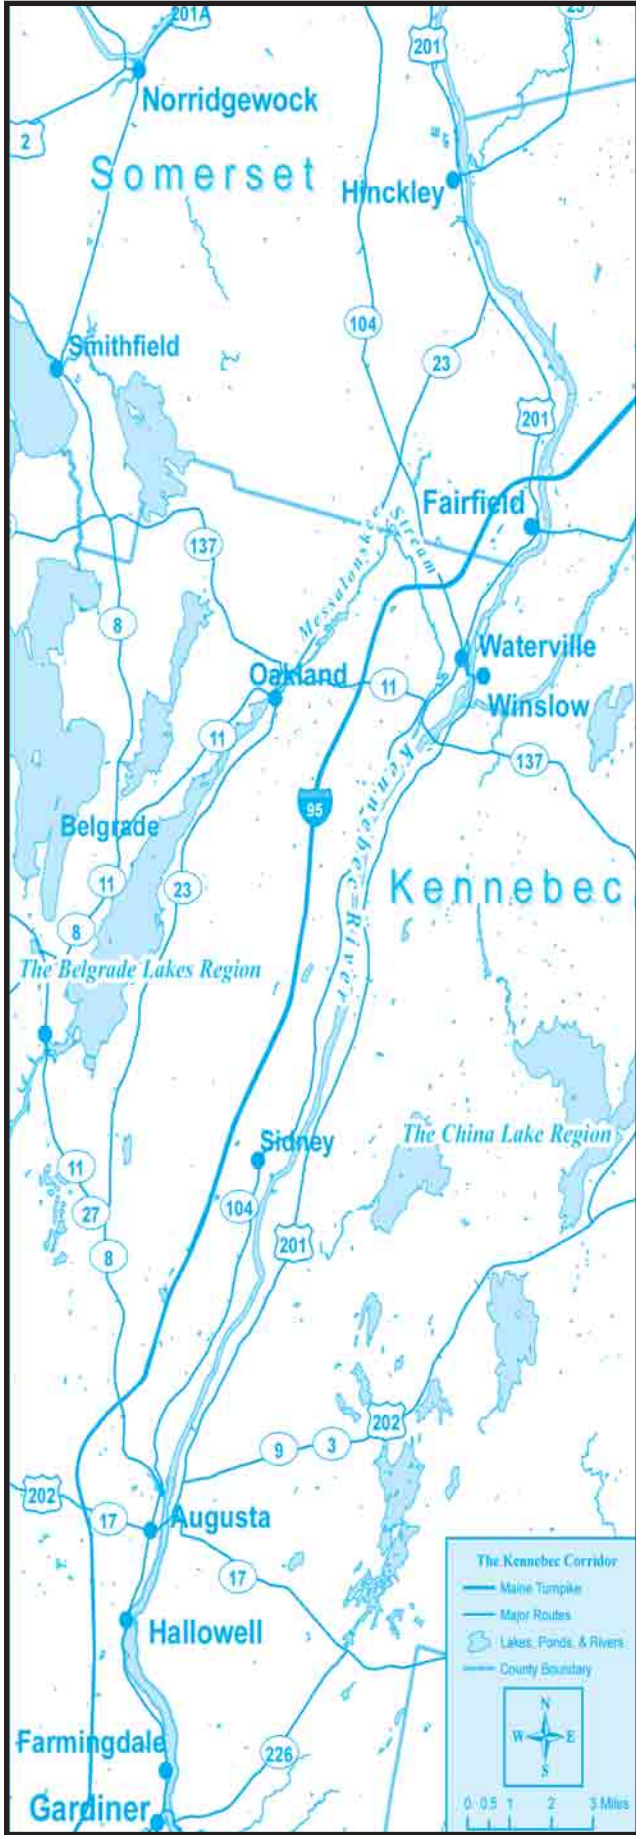 201A
23
201
Norridgewock
2
Somerset
Hinckley
104
Smithfield
23
201
Fairfield
Messalonskee Stream
137
8
Waterville
Oakland
11
Winslow
11
137
Kennebec River
95
Belgrade
11
23
Kennebec
8
The Belgrade Lakes Region
The China Lake Region
Sidney
11
104
27
201
8
202
9
3
202
17
Augusta
17
The Kennebec Corridor
Maine Turnpike
Major Routes
Lakes, Ponds, & Rivers
County Boundary
Hallowell
N
W
E
S
Farmingdale
226
0 0.5 1 2 3 Miles
Gardiner